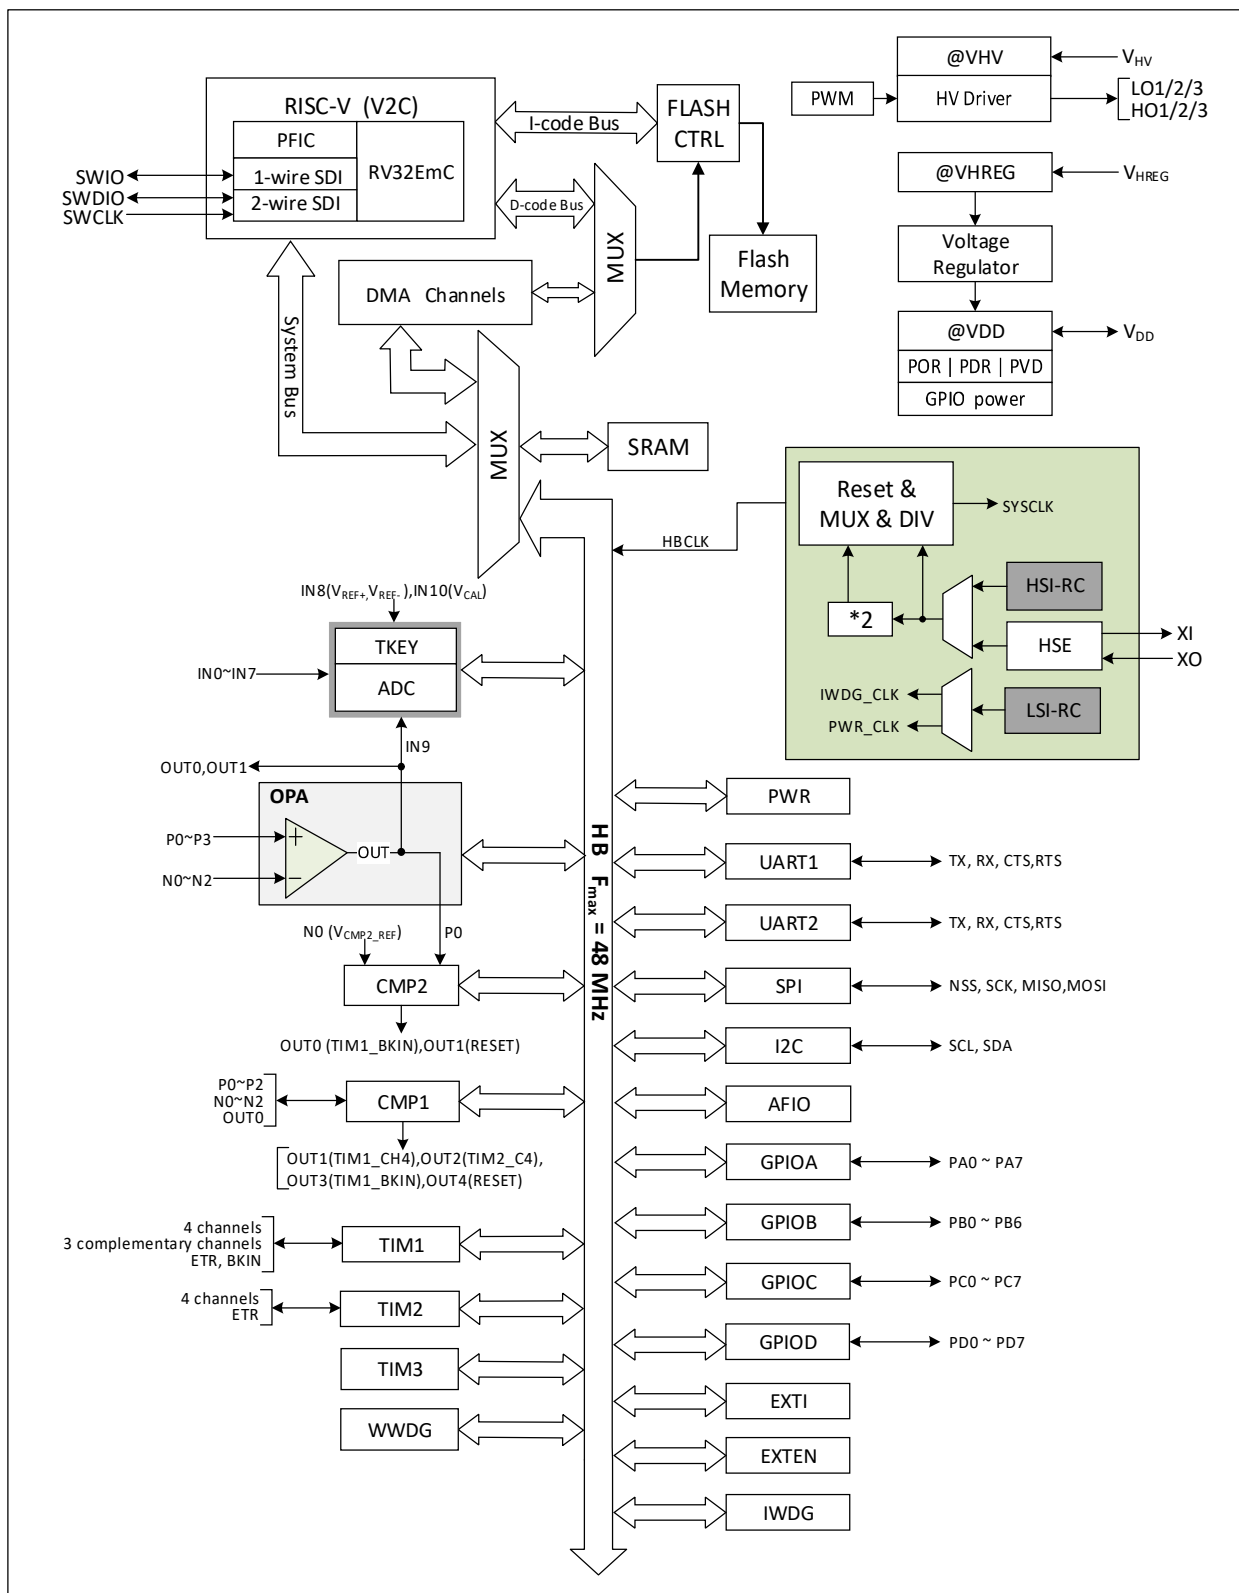 RISC-V (V2C)
PFIC
1-wire SDI
2-wire SDI
RV32EmC
SWIO
SWDIO
SWCLK
I-code Bus
D-code Bus
FLASH
CTRL
MUX
Flash
Memory
DMA Channels
System Bus
MUX
SRAM
@VHV
HV Driver
PWM
VHV
LO1/2/3
HO1/2/3
@VHREG
VHREG
Voltage
Regulator
@VDD
VDD
POR | PDR | PVD
GPIO power
Reset &
MUX & DIV
SYSCLK
HBCLK
*2
HSI-RC
HSE
XI
XO
IWDG_CLK
PWR_CLK
LSI-RC
IN8(VREF+,VREF-),IN10(VCAL)
TKEY
ADC
IN0~IN7
IN9
OUT0,OUT1
OPA
P0~P3
+
OUT
N0~N2
−
N0 (VCMP2_REF)
P0
CMP2
OUT0 (TIM1_BKIN),OUT1(RESET)
P0~P2
N0~N2
OUT0
CMP1
OUT1(TIM1_CH4),OUT2(TIM2_C4),
OUT3(TIM1_BKIN),OUT4(RESET)
4 channels
3 complementary channels
ETR, BKIN
TIM1
4 channels
ETR
TIM2
TIM3
WWDG
HB Fmax = 48 MHz
PWR
UART1
TX, RX, CTS,RTS
UART2
TX, RX, CTS,RTS
SPI
NSS, SCK, MISO,MOSI
I2C
SCL, SDA
AFIO
GPIOA
PA0 ~ PA7
GPIOB
PB0 ~ PB6
GPIOC
PC0 ~ PC7
GPIOD
PD0 ~ PD7
EXTI
EXTEN
IWDG